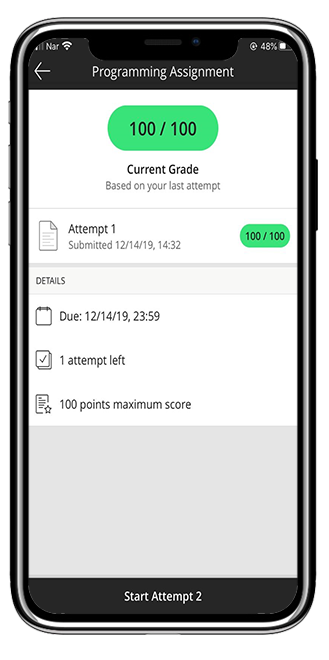 Nar @ 48%
Programming Assignment
100 / 100
Current Grade
Based on your last attempt
Attempt 1
Submitted 12/14/19, 14:32
100 / 100
DETAILS
Due: 12/14/19, 23:59
1 attempt left
100 points maximum score
Start Attempt 2